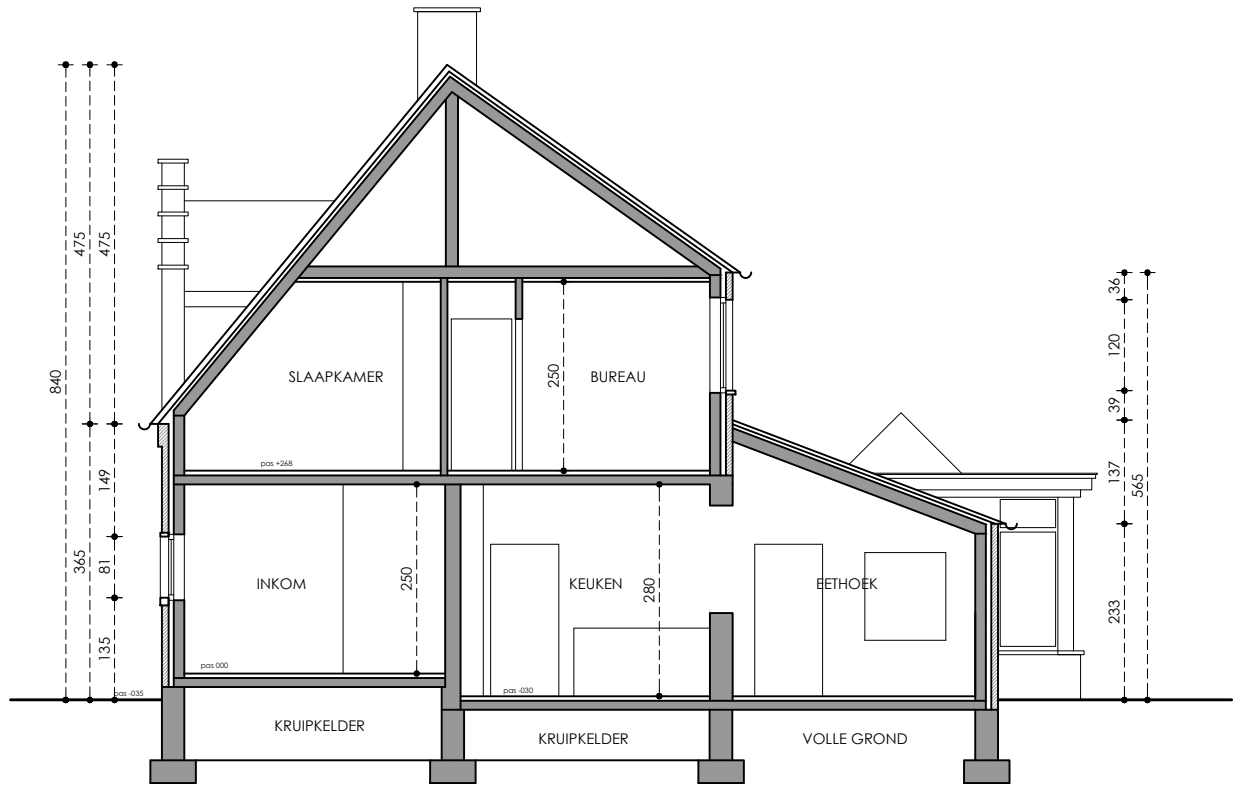 475
475
840
36
120
SLAAPKAMER
250
BUREAU
39
pas +268
149
137
565
365
81
INKOM
250
KEUKEN
280
EETHOEK
233
135
pas 000
pas -035
pas -030
KRUIPKELDER
KRUIPKELDER
VOLLE GROND